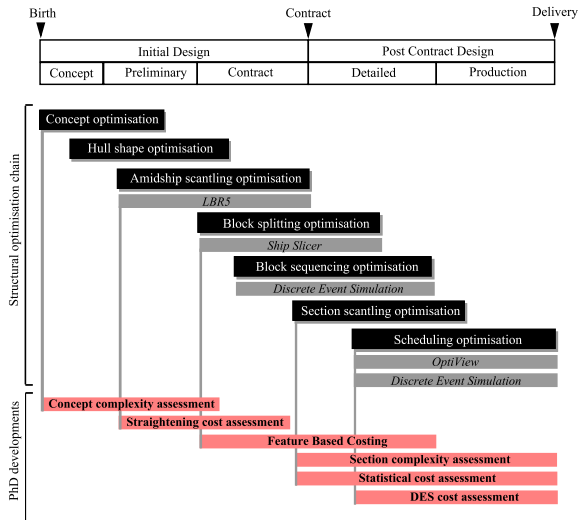 Birth
Contract
Delivery
Initial Design
Post Contract Design
Concept
Preliminary
Contract
Detailed
Production
Structural optimisation chain
Concept optimisation
Hull shape optimisation
Amidship scantling optimisation
LBR5
Block splitting optimisation
Ship Slicer
Block sequencing optimisation
Discrete Event Simulation
Section scantling optimisation
Scheduling optimisation
OptiView
Discrete Event Simulation
PhD developments
Concept complexity assessment
Straightening cost assessment
Feature Based Costing
Section complexity assessment
Statistical cost assessment
DES cost assessment